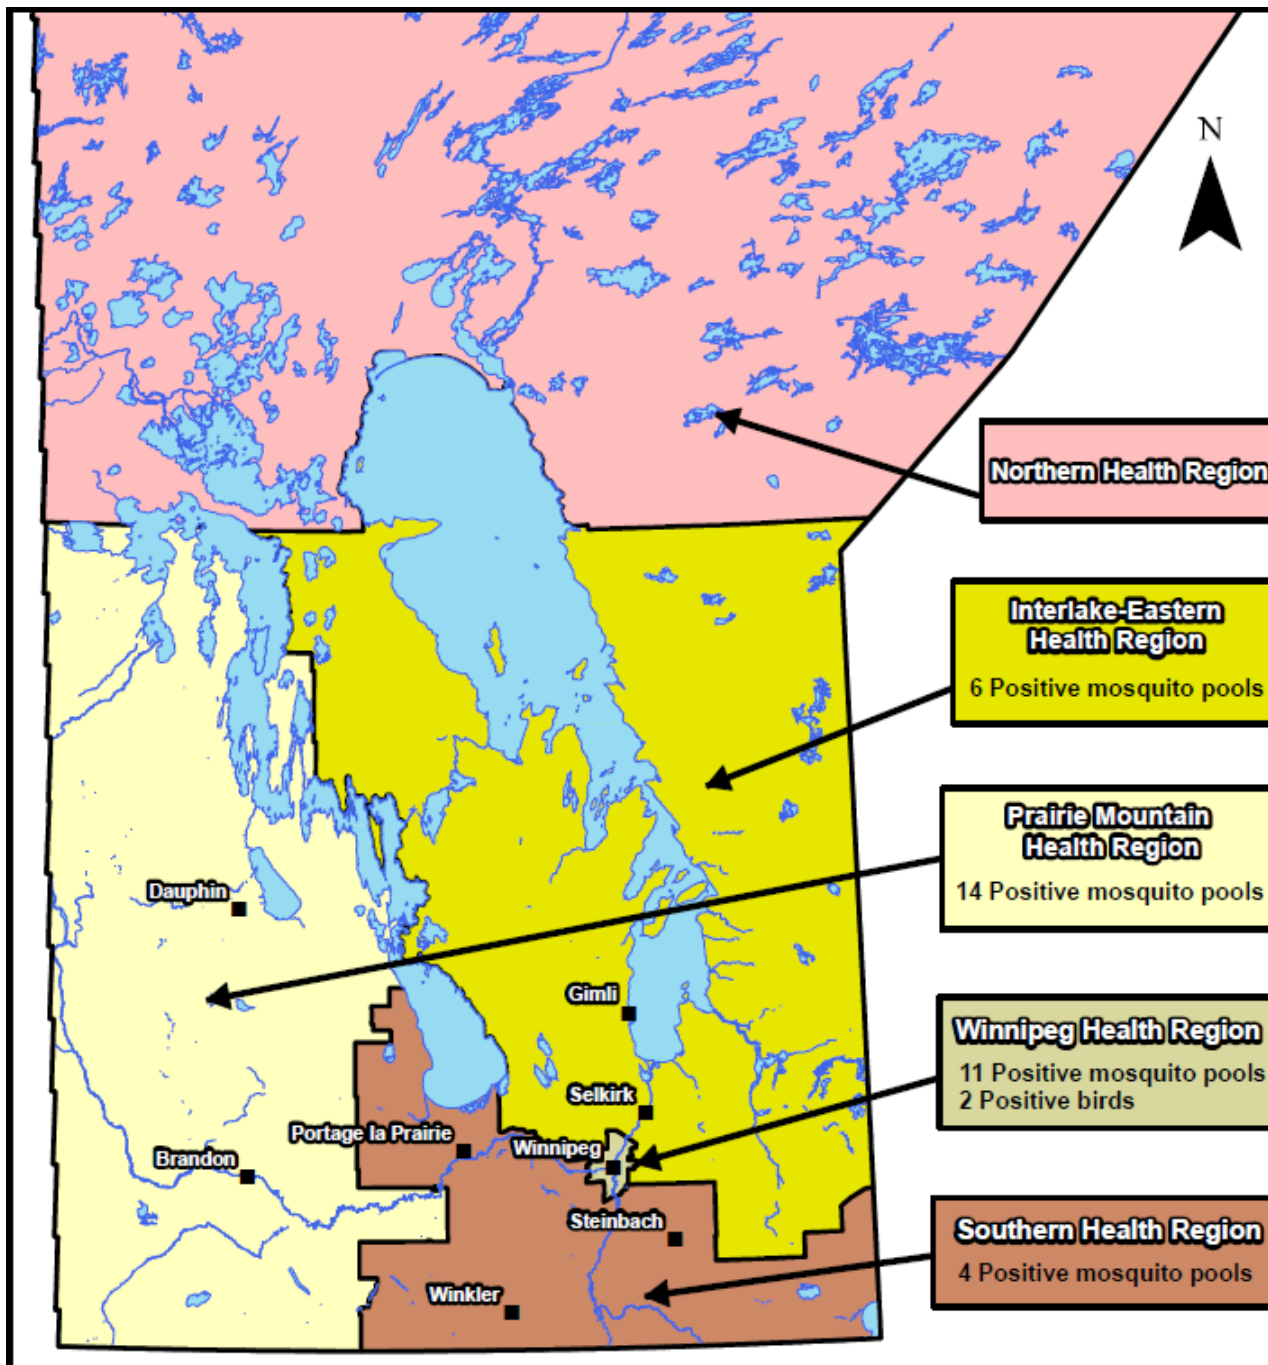 N
Northern Health Region
Interlake-Eastern
Health Region
6 Positive mosquito pools
Prairie Mountain
Health Region
14 Positive mosquito pools
Dauphin
Gimli
Winnipeg Health Region
11 Positive mosquito pools
2 Positive birds
Selkirk
Portage la Prairie
Winnipeg
Brandon
Steinbach
Southern Health Region
4 Positive mosquito pools
Winkler